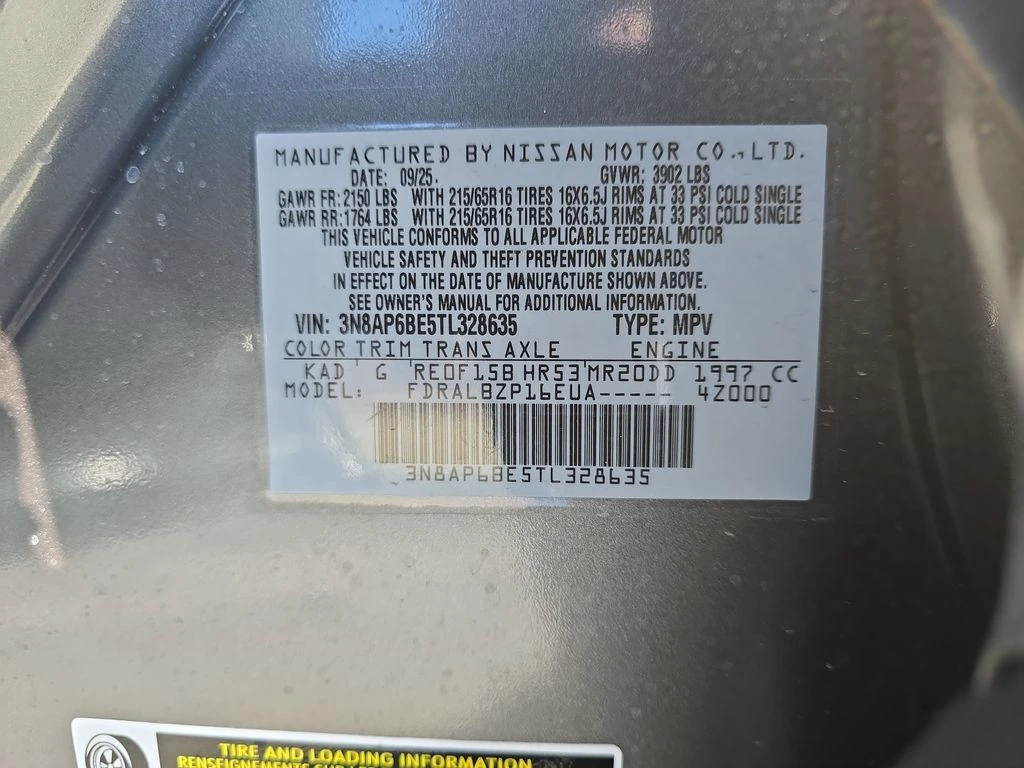 MANUFACTURED BY NISSAN MOTOR CO., LTD.
DATE: 09/25. GVWR: 3902 LBS
GAWR FR: 2150 LBS WITH 215/65R16 TIRES 16X6.5J RIMS AT 33 PSI COLD SINGLE
GAWR RR: 1764 LBS WITH 215/65R16 TIRES 16X6.5J RIMS AT 33 PSI COLD SINGLE
THIS VEHICLE CONFORMS TO ALL APPLICABLE FEDERAL MOTOR
VEHICLE SAFETY AND THEFT PREVENTION STANDARDS
IN EFFECT ON THE DATE OF MANUFACTURE SHOWN ABOVE.
SEE OWNER'S MANUAL FOR ADDITIONAL INFORMATION.
VIN: 3N8AP6BE5TL328635 TYPE: MPV
COLOR TRIM TRANS AXLE ENGINE
KAD G RE0F15B HR53 MR20DD 1997 CC
MODEL: FDRALBZP16EUA----- 4Z000
3N8AP6BE5TL328635
TIRE AND LOADING INFORMATION
RENSEIGNEMENTS